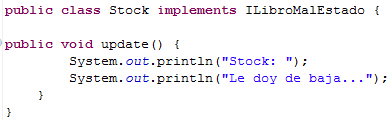 public class Stock implements ILibroMalEstado {
public void update() {
System.out.println("Stock: ");
System.out.println("Le doy de baja...");
}
}